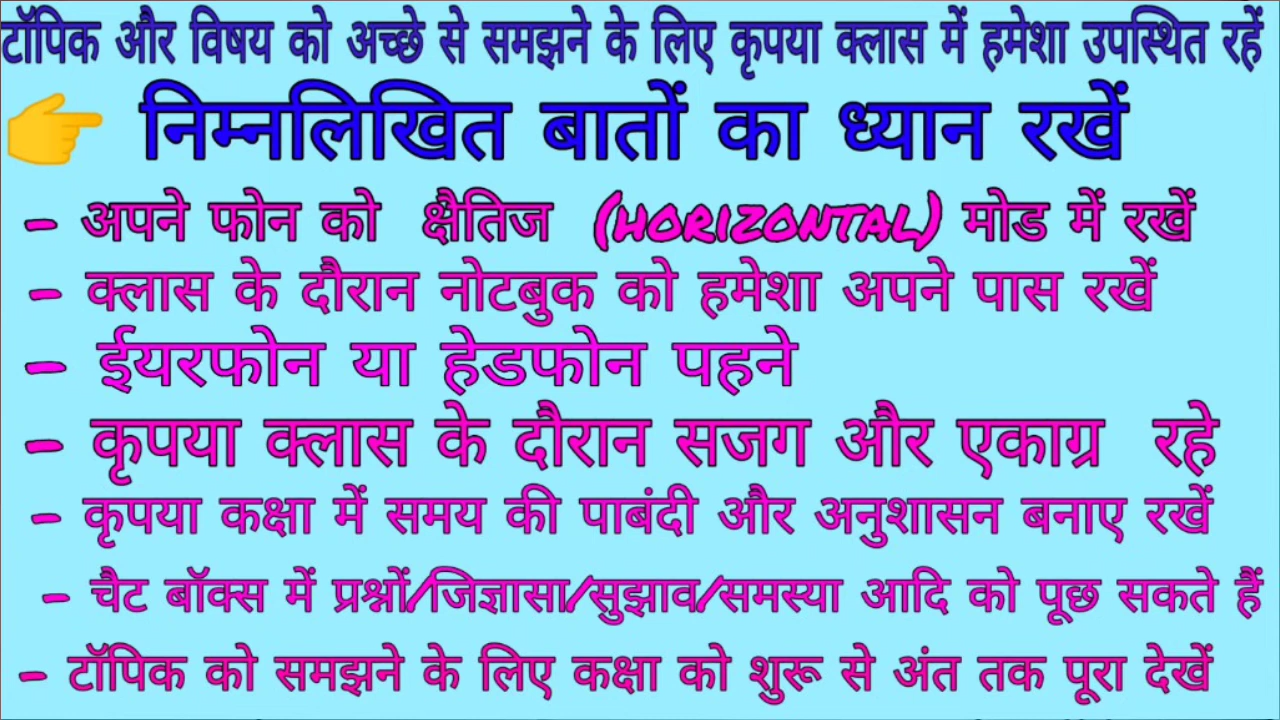 टॉपिक और विषय को अच्छे से समझने के लिए कृपया क्लास में हमेशा उपस्थित रहें
👉 निम्नलिखित बातों का ध्यान रखें
- अपने फोन को क्षैतिज (HORIZONTAL) मोड में रखें
- क्लास के दौरान नोटबुक को हमेशा अपने पास रखें
- ईयरफोन या हेडफोन पहने
- कृपया क्लास के दौरान सजग और एकाग्र रहे
- कृपया कक्षा में समय की पाबंदी और अनुशासन बनाए रखें
- चैट बॉक्स में प्रश्नों/जिज्ञासा/सुझाव/समस्या आदि को पूछ सकते हैं
- टॉपिक को समझने के लिए कक्षा को शुरू से अंत तक पूरा देखें